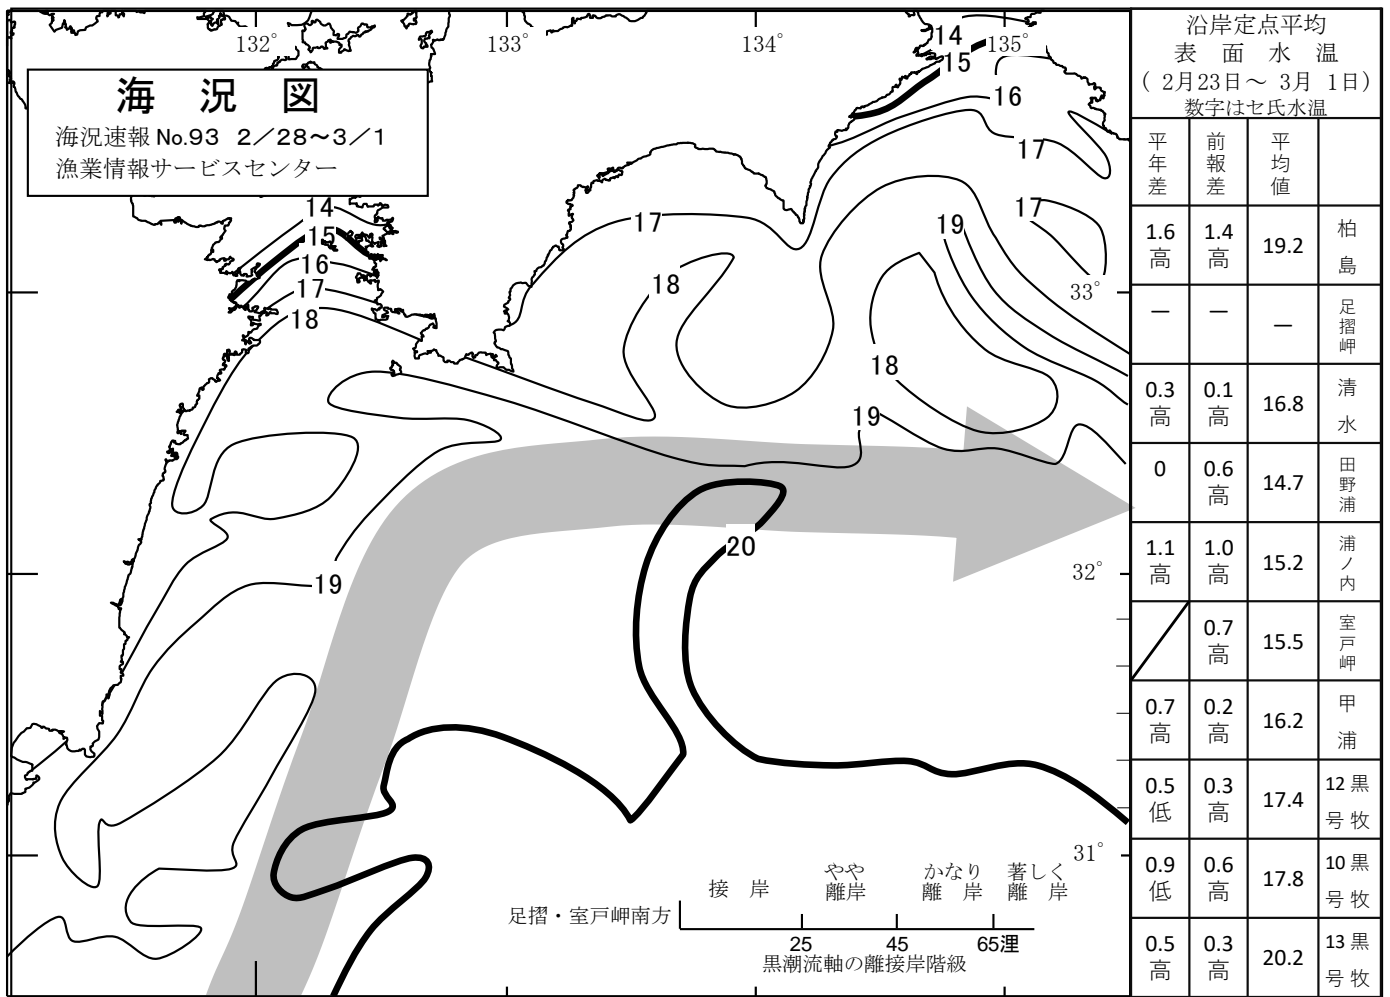 海況図
海況速報 No.93 2/28~3/1
漁業情報サービスセンター
132°
133°
134°
135°
33°
32°
31°
14
15
16
17
17
19
14
15
16
17
18
17
18
18
19
20
19
接岸
やや離岸
かなり離岸
著しく離岸
足摺・室戸岬南方
25 45 65浬
黒潮流軸の離接岸階級
沿岸定点平均
表面水温
( 2月23日~ 3月 1日)
数字はセ氏水温
平年差 前報差 平均値
1.6高 1.4高 19.2 柏島
― ― ― 足摺岬
0.3高 0.1高 16.8 清水
0 0.6高 14.7 田野浦
1.1高 1.0高 15.2 浦ノ内
0.7高 15.5 室戸岬
0.7高 0.2高 16.2 甲浦
0.5低 0.3高 17.4 黒牧12号
0.9低 0.6高 17.8 黒牧10号
0.5高 0.3高 20.2 黒牧13号